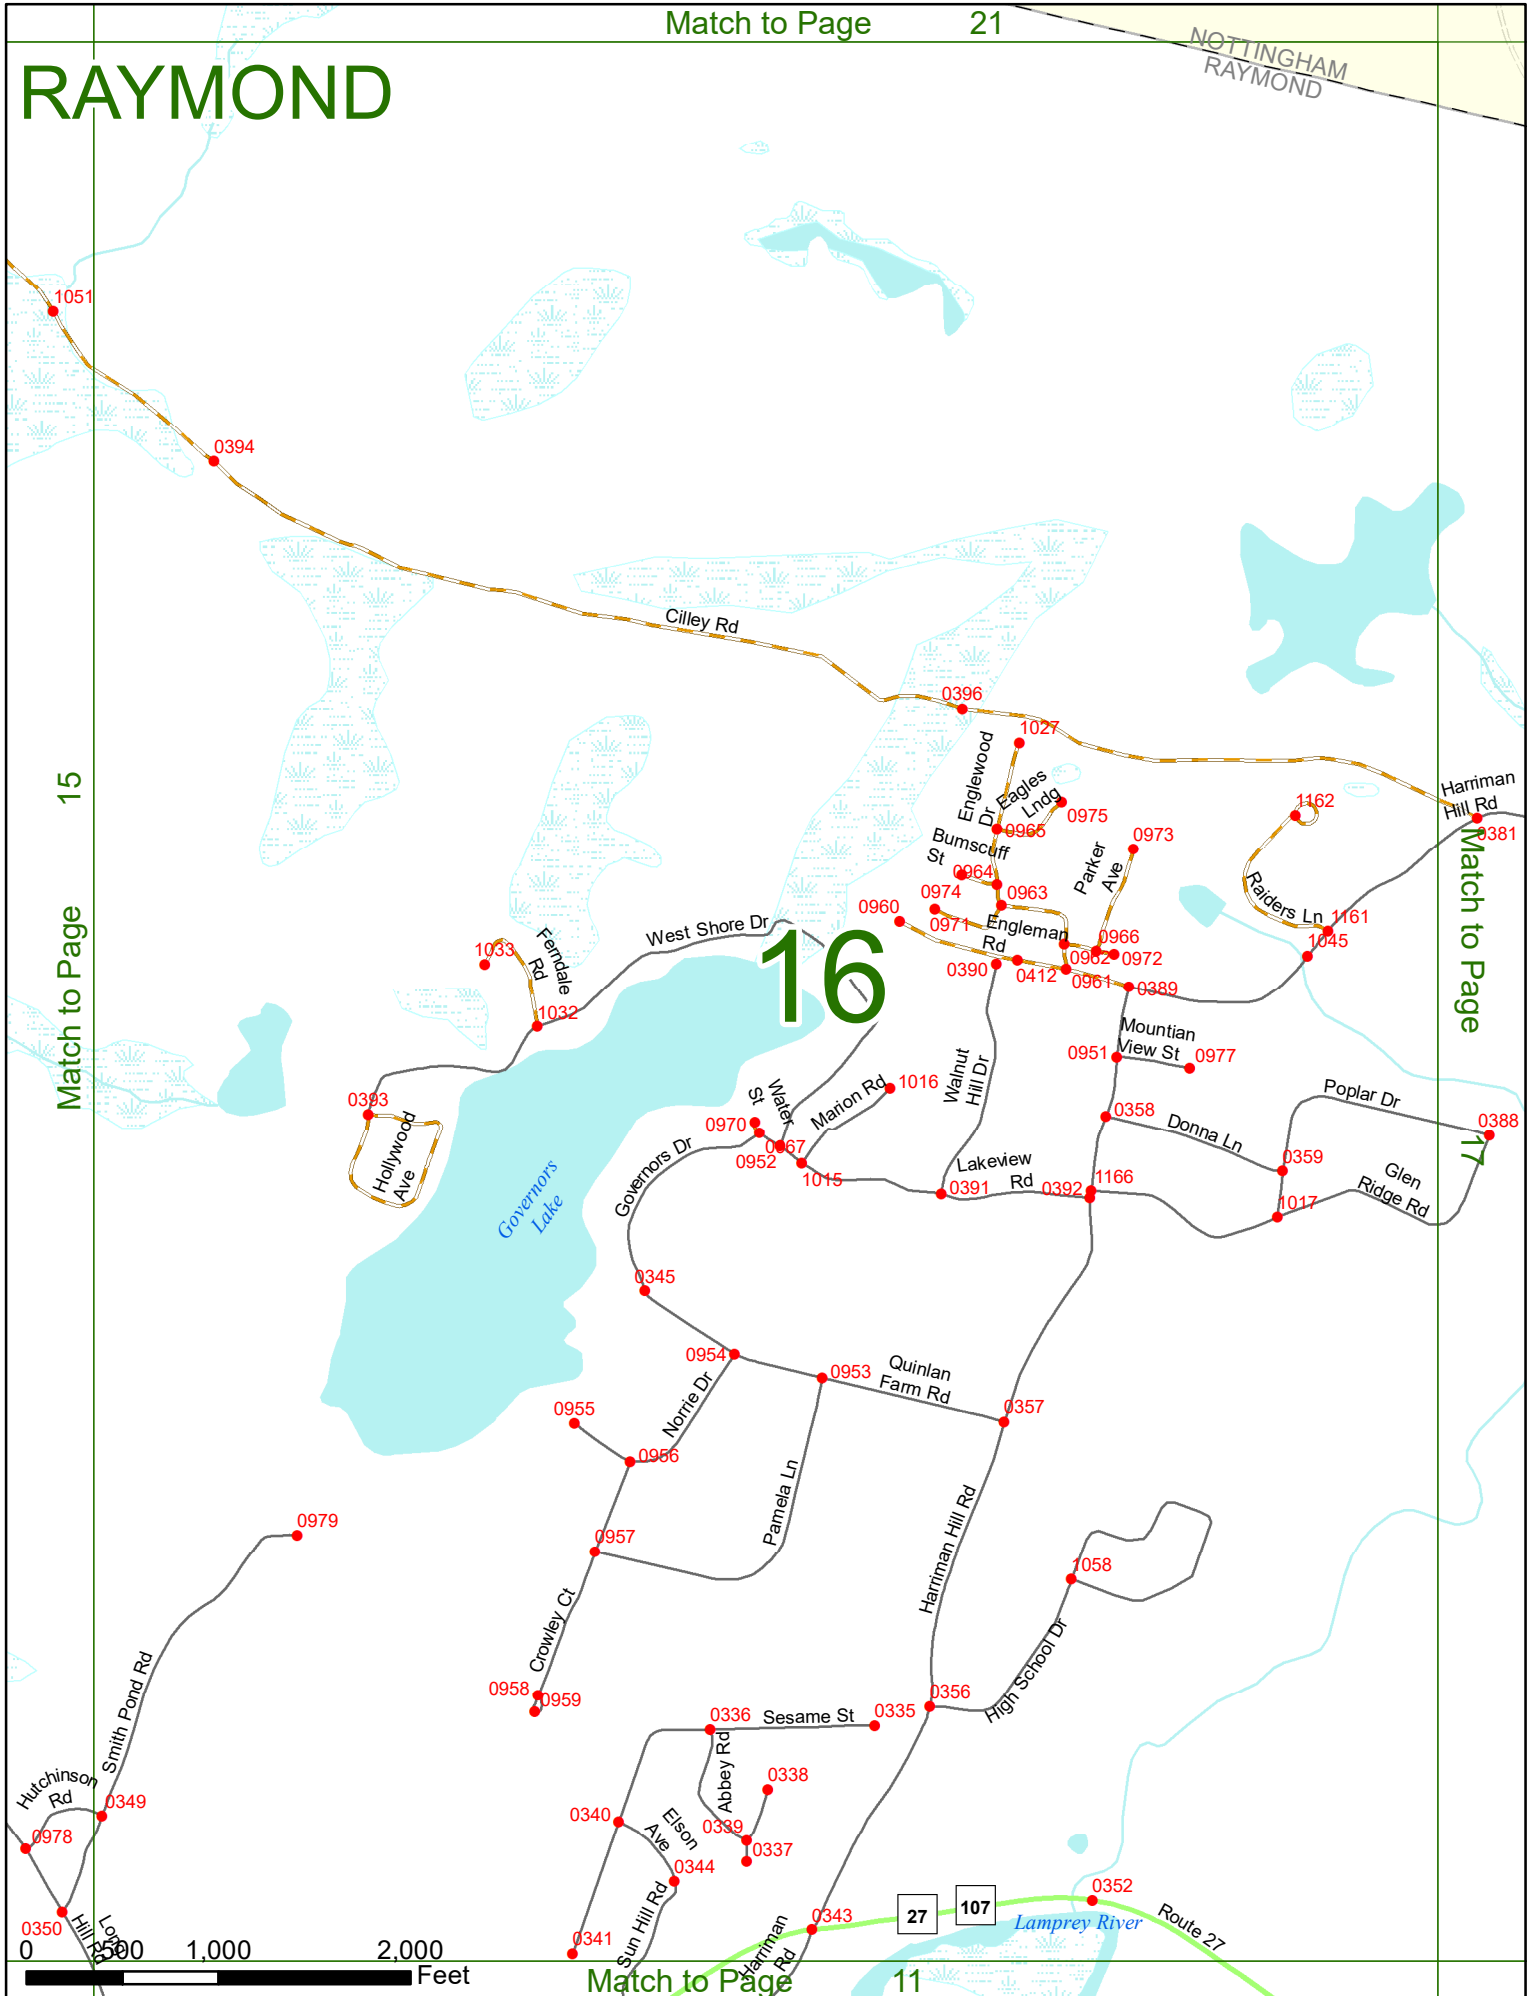 Match to Page 21
NOTTINGHAM
RAYMOND
RAYMOND
1051
0394
Cilley Rd
0396
1027
Englewood
Dr
Eagles
Lndg
0975
0965
Bumscuff
St
0964
0963
Parker
Ave
0973
1162
Harriman
Hill Rd
0381
15
Match to Page
Match to Page
17
0974
0960
0971
Engleman
Rd
0966
0962
0972
0390
0412
0961
0389
Raiders Ln
1161
1045
West Shore Dr
16
1033
Ferndale
Rd
1032
Mountian
View St
0951
0977
Walnut
Hill Dr
Marion Rd
1016
Water
St
0970
0967
0952
1015
0393
Hollywood
Ave
Governors Dr
Governors
Lake
0358
Donna Ln
Poplar Dr
0388
0359
Glen
Ridge Rd
1017
Lakeview
Rd
0391
0392
1166
0345
0954
0953
Quinlan
Farm Rd
0357
Norrie Dr
0955
0956
Pamela Ln
0957
0979
Harriman Hill Rd
1058
High School Dr
Crowley Ct
0958
0959
0356
Smith Pond Rd
0336
Sesame St
0335
Abbey Rd
0338
0339
0337
Hutchinson
Rd
0349
0978
0340
Elson
Ave
0344
Sun Hill Rd
0341
0350
Long
Hill Rd
0343
27
107
0352
Lamprey River
Route 27
Harriman
Rd
0 500 1,000 2,000
Feet
Match to Page 11